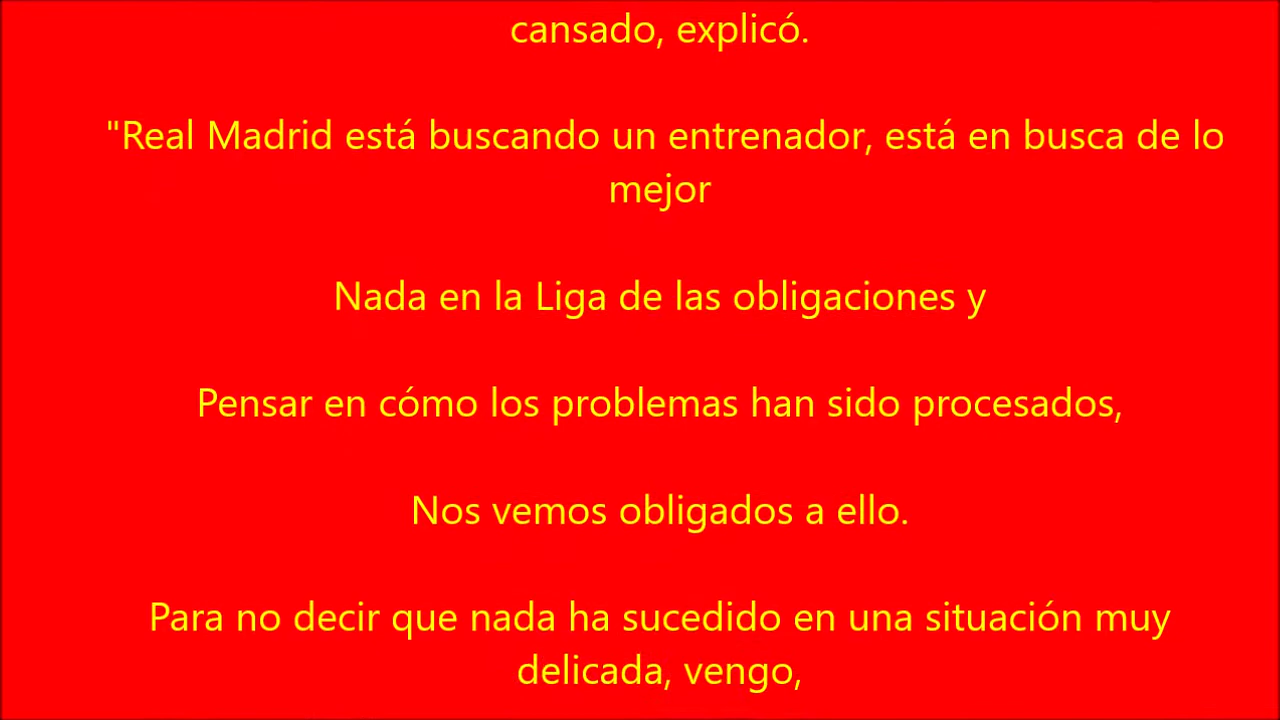 cansado, explicó.
"Real Madrid está buscando un entrenador, está en busca de lo
mejor
Nada en la Liga de las obligaciones y
Pensar en cómo los problemas han sido procesados,
Nos vemos obligados a ello.
Para no decir que nada ha sucedido en una situación muy
delicada, vengo,